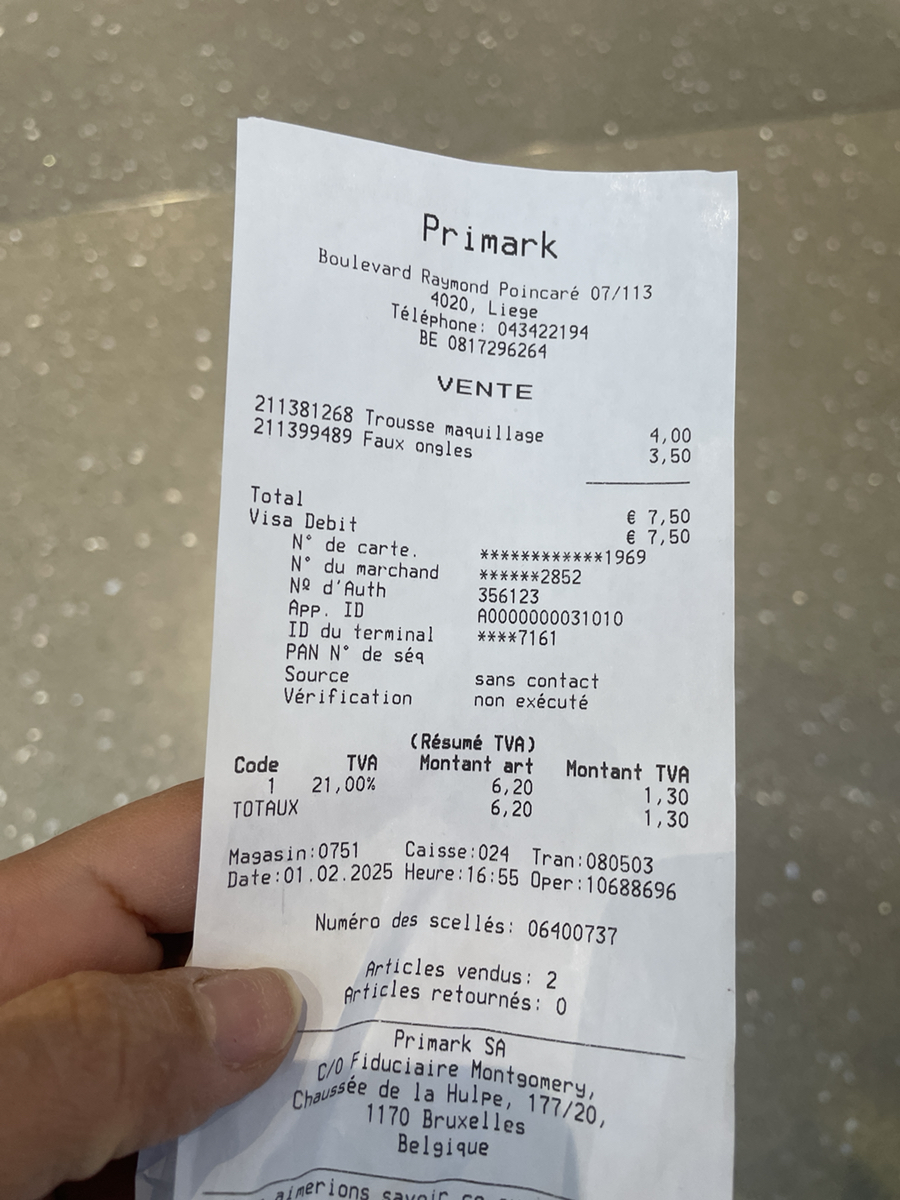 Primark
Boulevard Raymond Poincaré 07/113
4020, Liege
Téléphone: 043422194
BE 0817296264
VENTE
211381268 Trousse maquillage 4,00
211399489 Faux ongles 3,50
Total € 7,50
Visa Debit € 7,50
N° de carte. ************1969
N° du marchand ******2852
Nº d'Auth 356123
App. ID A0000000031010
ID du terminal ****7161
PAN N° de séq
Source sans contact
Vérification non exécuté
(Résumé TVA)
Code TVA Montant art Montant TVA
1 21,00% 6,20 1,30
TOTAUX 6,20 1,30
Magasin:0751 Caisse:024 Tran:080503
Date:01.02.2025 Heure:16:55 Oper:10688696
Numéro des scellés: 06400737
Articles vendus: 2
Articles retournés: 0
Primark SA
C/O Fiduciaire Montgomery,
Chaussée de la Hulpe, 177/20,
1170 Bruxelles
Belgique
aimerions savoir ce